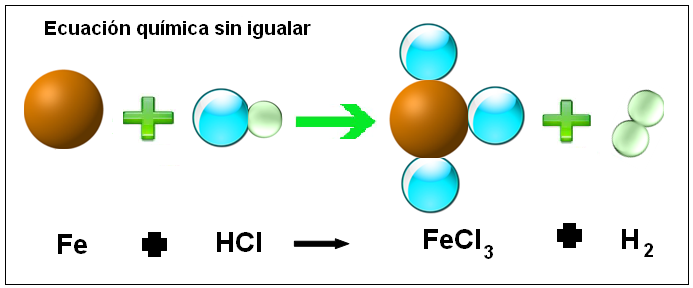 Ecuación química sin igualar
Fe + HCl → FeCl₃ + H₂